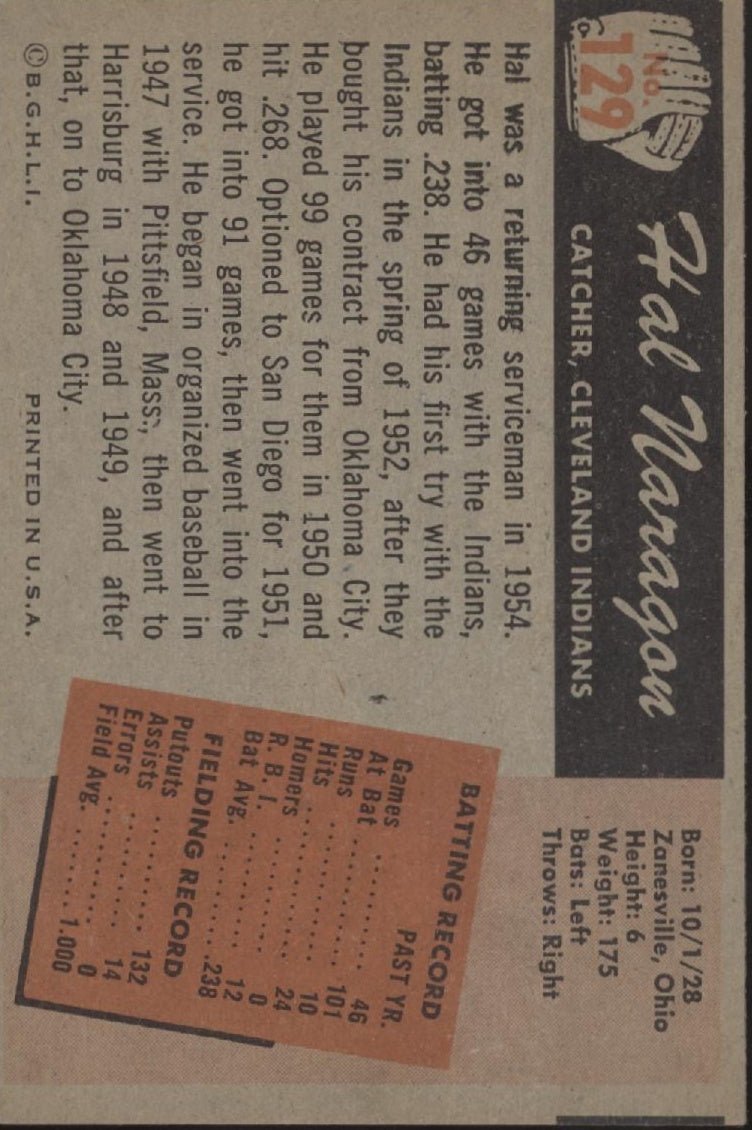 No.
129
Hal Naragon
CATCHER, CLEVELAND INDIANS
Born: 10/1/28
Zanesville, Ohio
Height: 6
Weight: 175
Bats: Left
Throws: Right
Hal was a returning serviceman in 1954.
He got into 46 games with the Indians,
batting .238. He had his first try with the
Indians in the spring of 1952, after they
bought his contract from Oklahoma City.
He played 99 games for them in 1950 and
hit .268. Optioned to San Diego for 1951,
he got into 91 games, then went into the
service. He began in organized baseball in
1947 with Pittsfield, Mass., then went to
Harrisburg in 1948 and 1949, and after
that, on to Oklahoma City.
©B.G.H.L.I. PRINTED IN U.S.A.
BATTING RECORD
PAST YR.
Games .......... 46
At Bat .......... 101
Runs .......... 10
Hits .......... 24
Homers .......... 0
R. B. I. .......... 12
Bat Avg. .......... .238
FIELDING RECORD
Putouts .......... 132
Assists .......... 14
Errors .......... 0
Field Avg. .......... 1.000